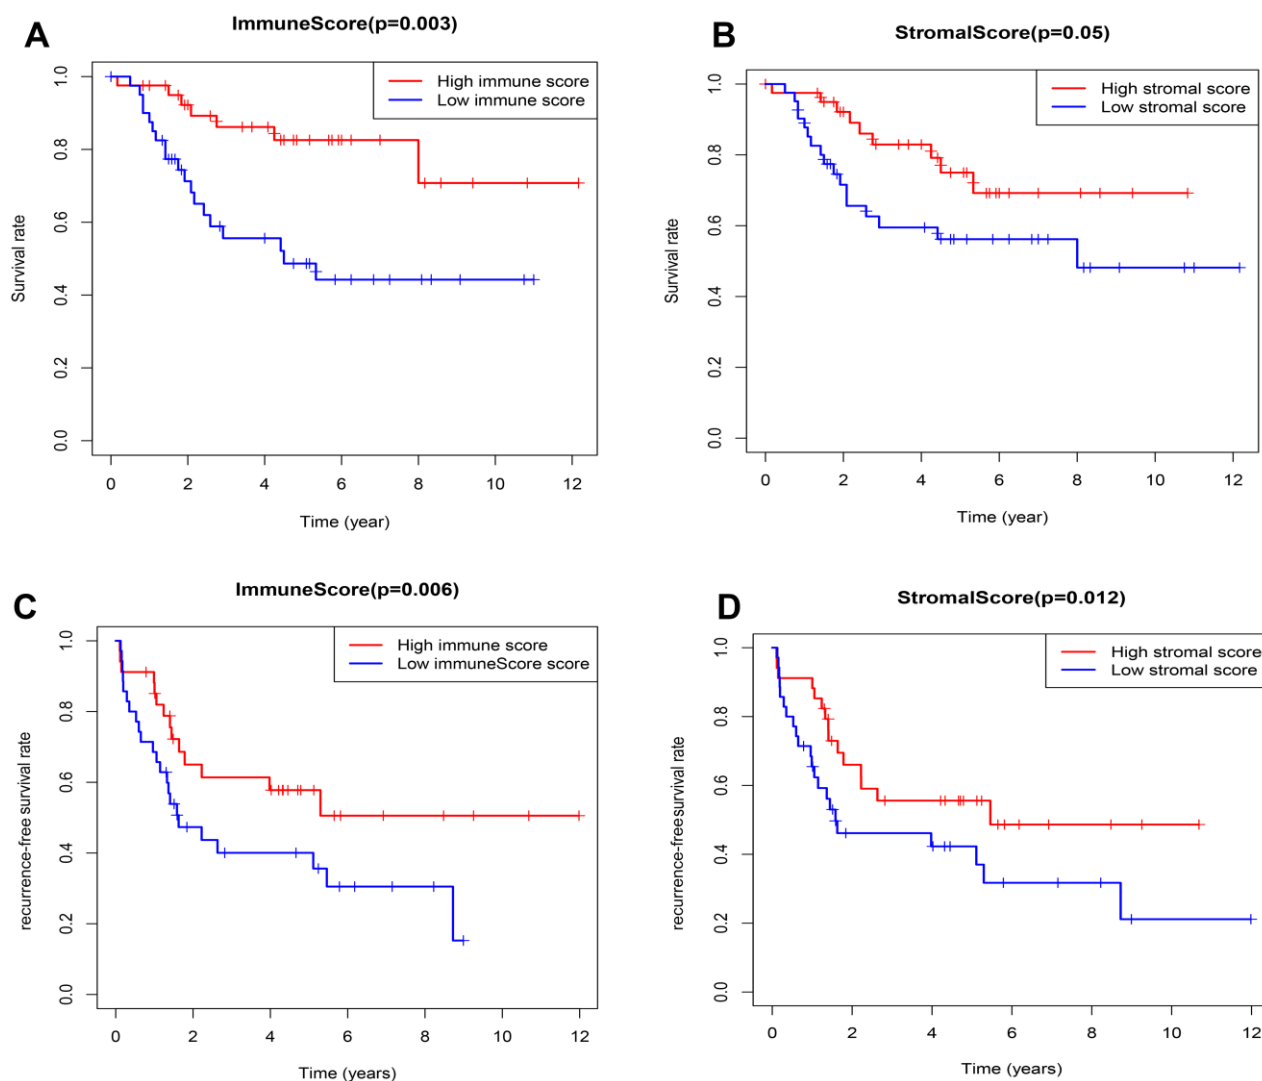 A
ImmuneScore(p=0.003)
High immune score
Low immune score
Survival rate
0.0 0.2 0.4 0.6 0.8 1.0
0 2 4 6 8 10 12
Time (year)
B
StromalScore(p=0.05)
High stromal score
Low stromal score
Survival rate
0.0 0.2 0.4 0.6 0.8 1.0
0 2 4 6 8 10 12
Time (year)
C
ImmuneScore(p=0.006)
High immune score
Low immuneScore score
recurrence-free survival rate
0.0 0.2 0.4 0.6 0.8 1.0
0 2 4 6 8 10 12
Time (years)
D
StromalScore(p=0.012)
High stromal score
Low stromal score
recurrence-freesurvival rate
0.0 0.2 0.4 0.6 0.8 1.0
0 2 4 6 8 10 12
Time (years)